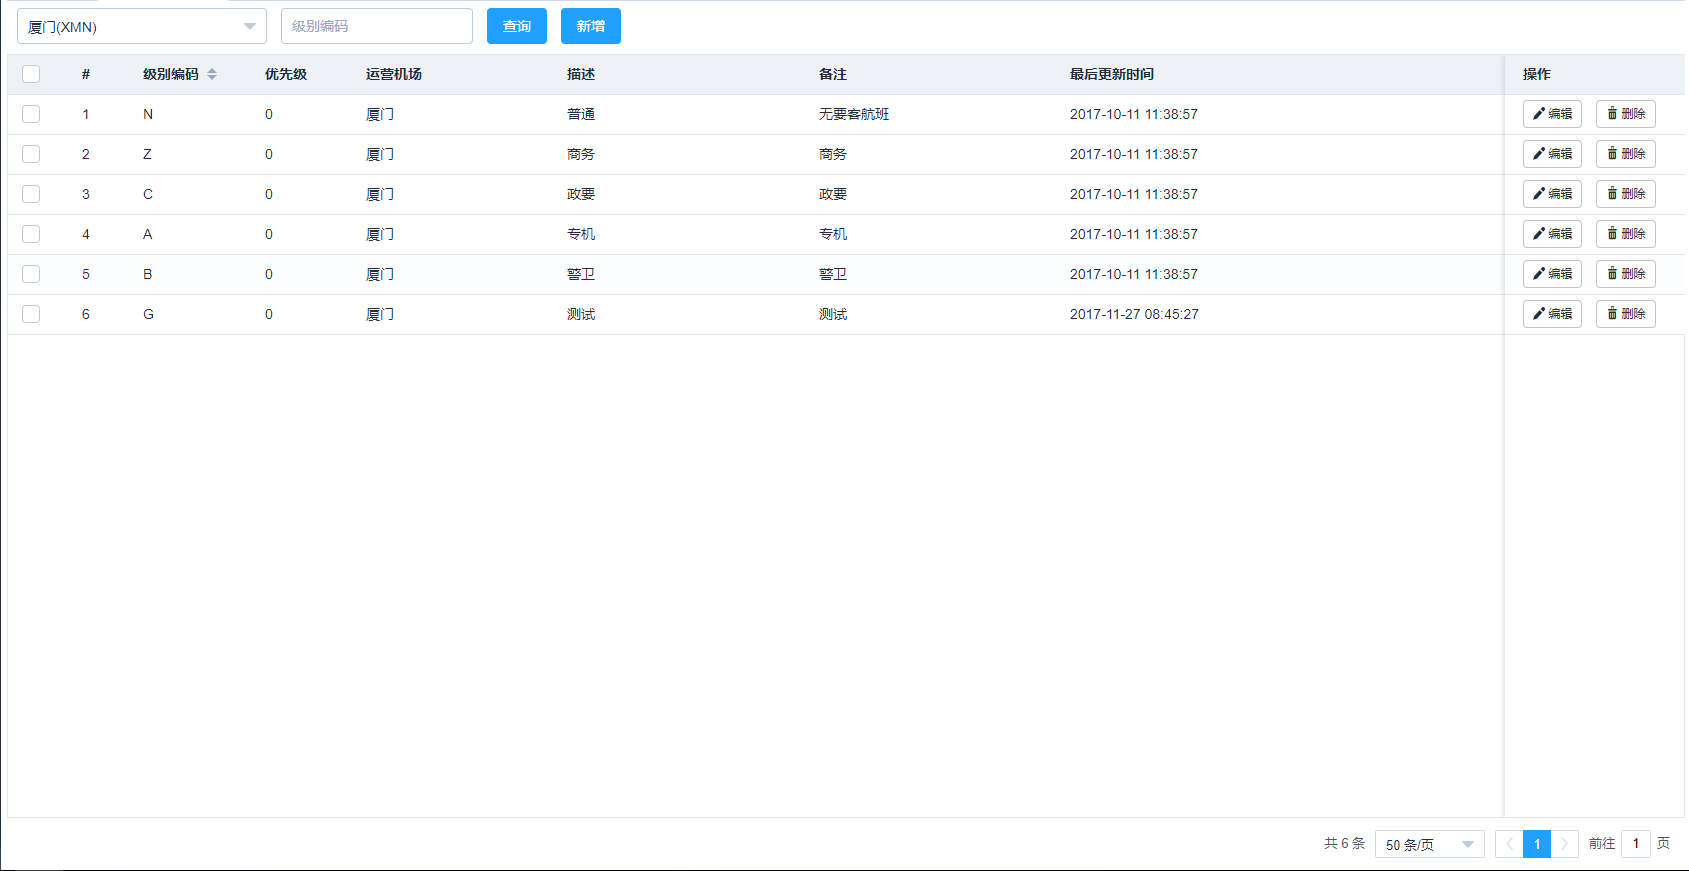 厦门(XMN) 级别编码 查询 新增
# 级别编码 优先级 运营机场 描述 备注 最后更新时间 操作
1 N 0 厦门 普通 无要客航班 2017-10-11 11:38:57 编辑 删除
2 Z 0 厦门 商务 商务 2017-10-11 11:38:57 编辑 删除
3 C 0 厦门 政要 政要 2017-10-11 11:38:57 编辑 删除
4 A 0 厦门 专机 专机 2017-10-11 11:38:57 编辑 删除
5 B 0 厦门 警卫 警卫 2017-10-11 11:38:57 编辑 删除
6 G 0 厦门 测试 测试 2017-11-27 08:45:27 编辑 删除
共 6 条 50 条/页 1 前往 1 页